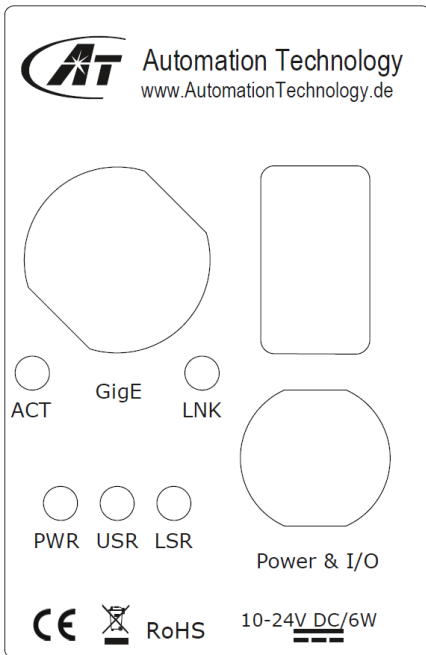 AT
Automation Technology
www.AutomationTechnology.de
GigE
ACT
LNK
PWR USR LSR
Power & I/O
CE
RoHS
10-24V DC/6W